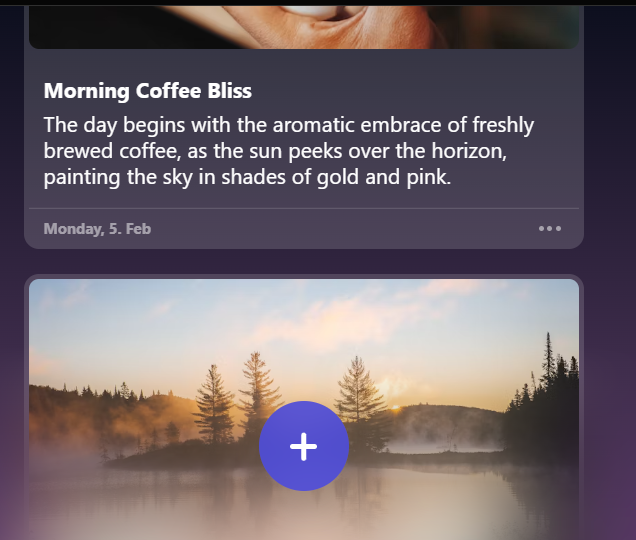 Morning Coffee Bliss
The day begins with the aromatic embrace of freshly
brewed coffee, as the sun peeks over the horizon,
painting the sky in shades of gold and pink.
Monday, 5. Feb